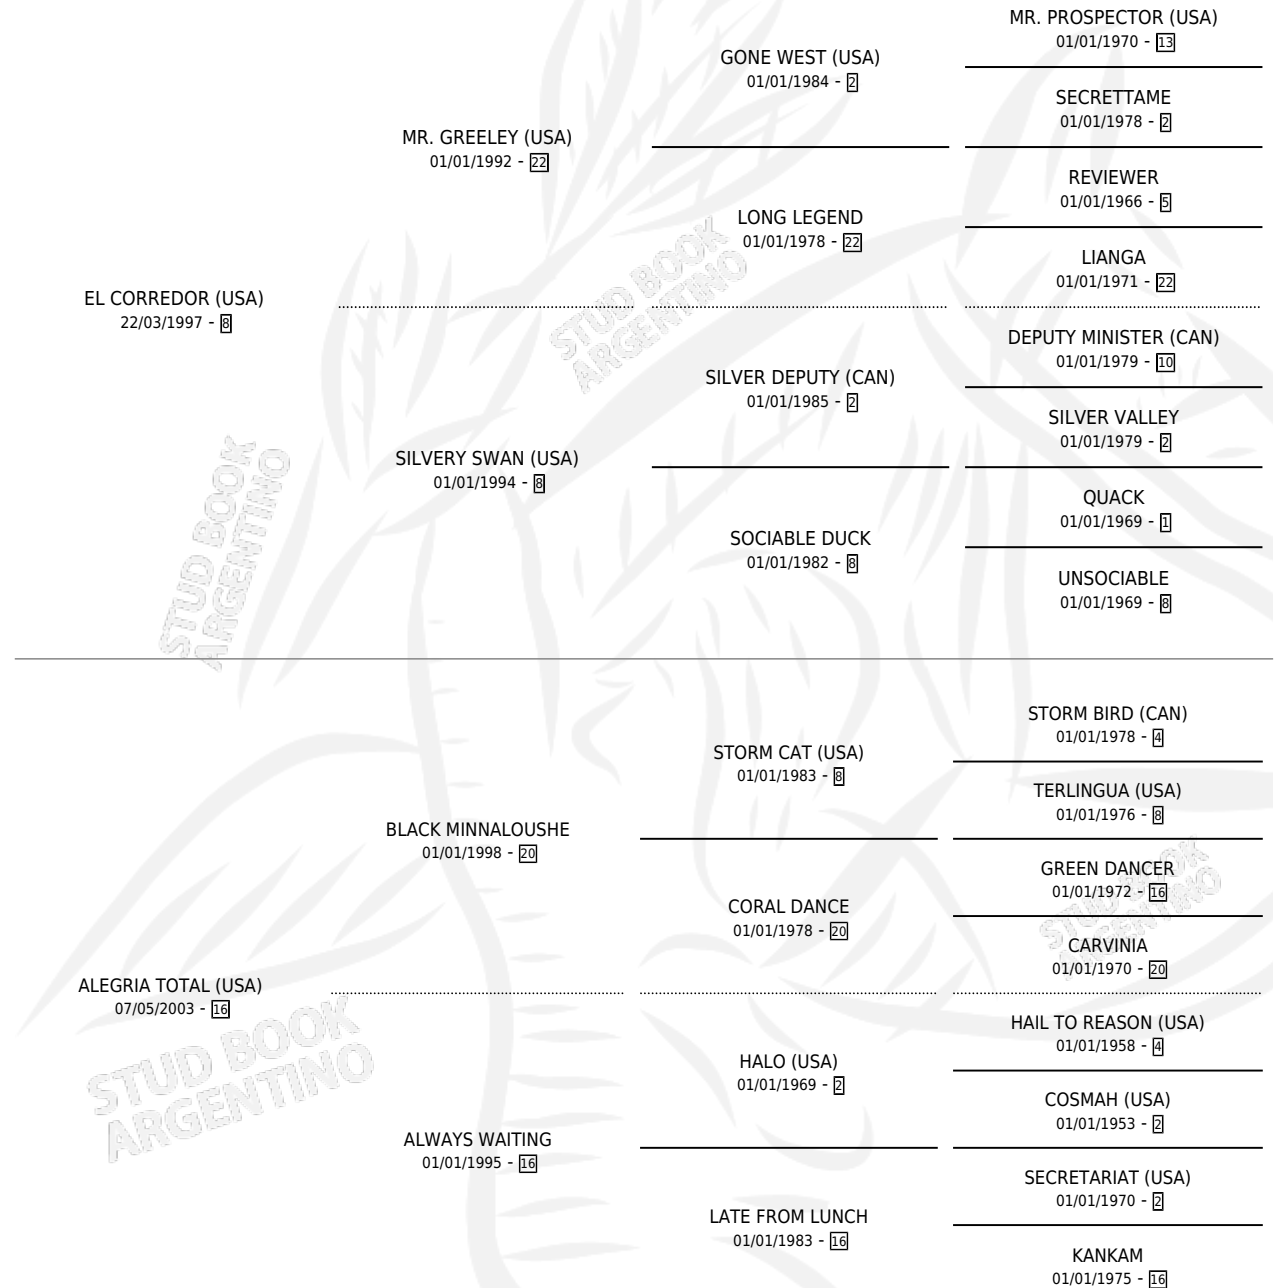 MR. PROSPECTOR (USA)
01/01/1970 - 13
GONE WEST (USA)
01/01/1984 - 2
SECRETTAME
01/01/1978 - 2
MR. GREELEY (USA)
01/01/1992 - 22
REVIEWER
01/01/1966 - 5
LONG LEGEND
01/01/1978 - 22
LIANGA
01/01/1971 - 22
EL CORREDOR (USA)
22/03/1997 - 8
DEPUTY MINISTER (CAN)
01/01/1979 - 10
SILVER DEPUTY (CAN)
01/01/1985 - 2
SILVER VALLEY
01/01/1979 - 2
SILVERY SWAN (USA)
01/01/1994 - 8
QUACK
01/01/1969 - 1
SOCIABLE DUCK
01/01/1982 - 8
UNSOCIABLE
01/01/1969 - 8
STORM BIRD (CAN)
01/01/1978 - 4
STORM CAT (USA)
01/01/1983 - 8
TERLINGUA (USA)
01/01/1976 - 8
BLACK MINNALOUSHE
01/01/1998 - 20
GREEN DANCER
01/01/1972 - 16
CORAL DANCE
01/01/1978 - 20
CARVINIA
01/01/1970 - 20
ALEGRIA TOTAL (USA)
07/05/2003 - 16
HAIL TO REASON (USA)
01/01/1958 - 4
HALO (USA)
01/01/1969 - 2
COSMAH (USA)
01/01/1953 - 2
ALWAYS WAITING
01/01/1995 - 16
SECRETARIAT (USA)
01/01/1970 - 2
LATE FROM LUNCH
01/01/1983 - 16
KANKAM
01/01/1975 - 16
STUD BOOK
ARGENTINO
STUD BOOK
ARGENTINO
STUD BOOK
ARGENTINO
STUD BOOK
ARGENTINO